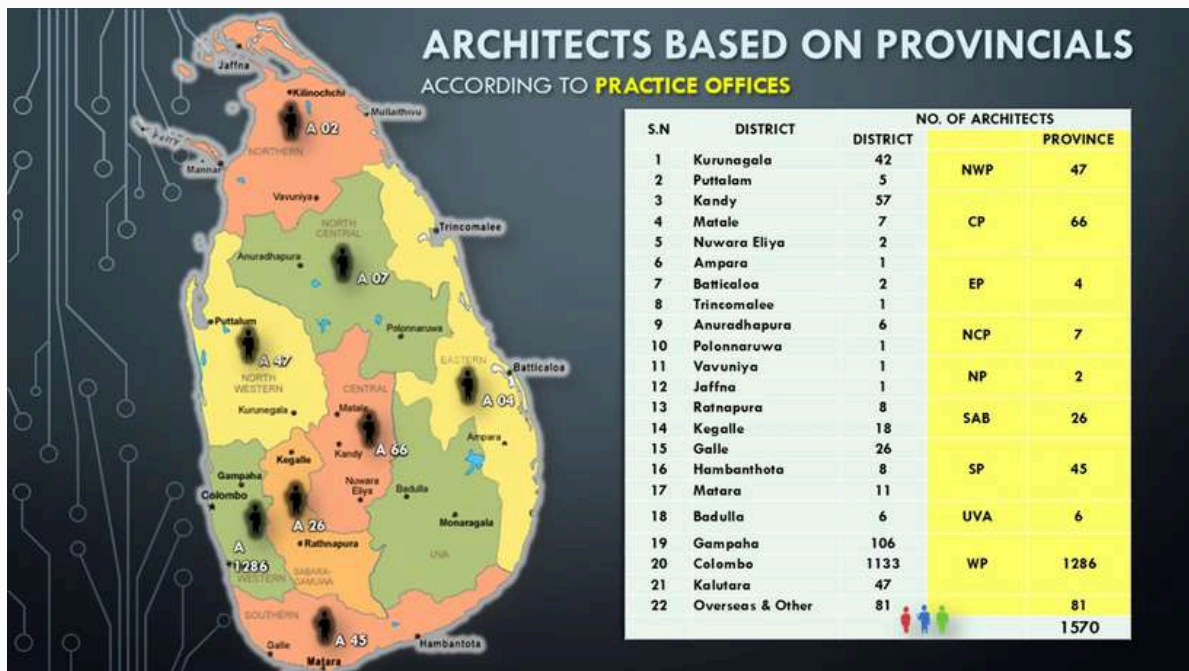 ARCHITECTS BASED ON PROVINCIALS
ACCORDING TO PRACTICE OFFICES
Jaffna
Kilinochchi
A 02
Mullaithivu
Ferry
NORTHERN
Mannar
Vavuniya
NORTH
CENTRAL
Trincomalee
Anuradhapura
A 07
Puttalum
Polonnaruwa
A 47
NORTH
WESTERN
EASTERN
Batticaloa
CENTRAL
A 04
Kurunegala
Matale
Ampara
A 66
Kegalle
Kandy
Gampaha
Nuwara
Eliya
Badulla
Colombo
Monaragala
A 26
A
1286
Rathnapura
UVA
WESTERN
SABARA-
GAMUWA
SOUTHERN
A 45
Galle
Hambantota
Matara
S.N DISTRICT NO. OF ARCHITECTS
DISTRICT PROVINCE
1 Kurunagala 42 NWP 47
2 Puttalam 5
3 Kandy 57
4 Matale 7 CP 66
5 Nuwara Eliya 2
6 Ampara 1
7 Batticaloa 2 EP 4
8 Trincomalee 1
9 Anuradhapura 6 NCP 7
10 Polonnaruwa 1
11 Vavuniya 1 NP 2
12 Jaffna 1
13 Ratnapura 8 SAB 26
14 Kegalle 18
15 Galle 26
16 Hambanthota 8 SP 45
17 Matara 11
18 Badulla 6 UVA 6
19 Gampaha 106
20 Colombo 1133 WP 1286
21 Kalutara 47
22 Overseas & Other 81 81
1570